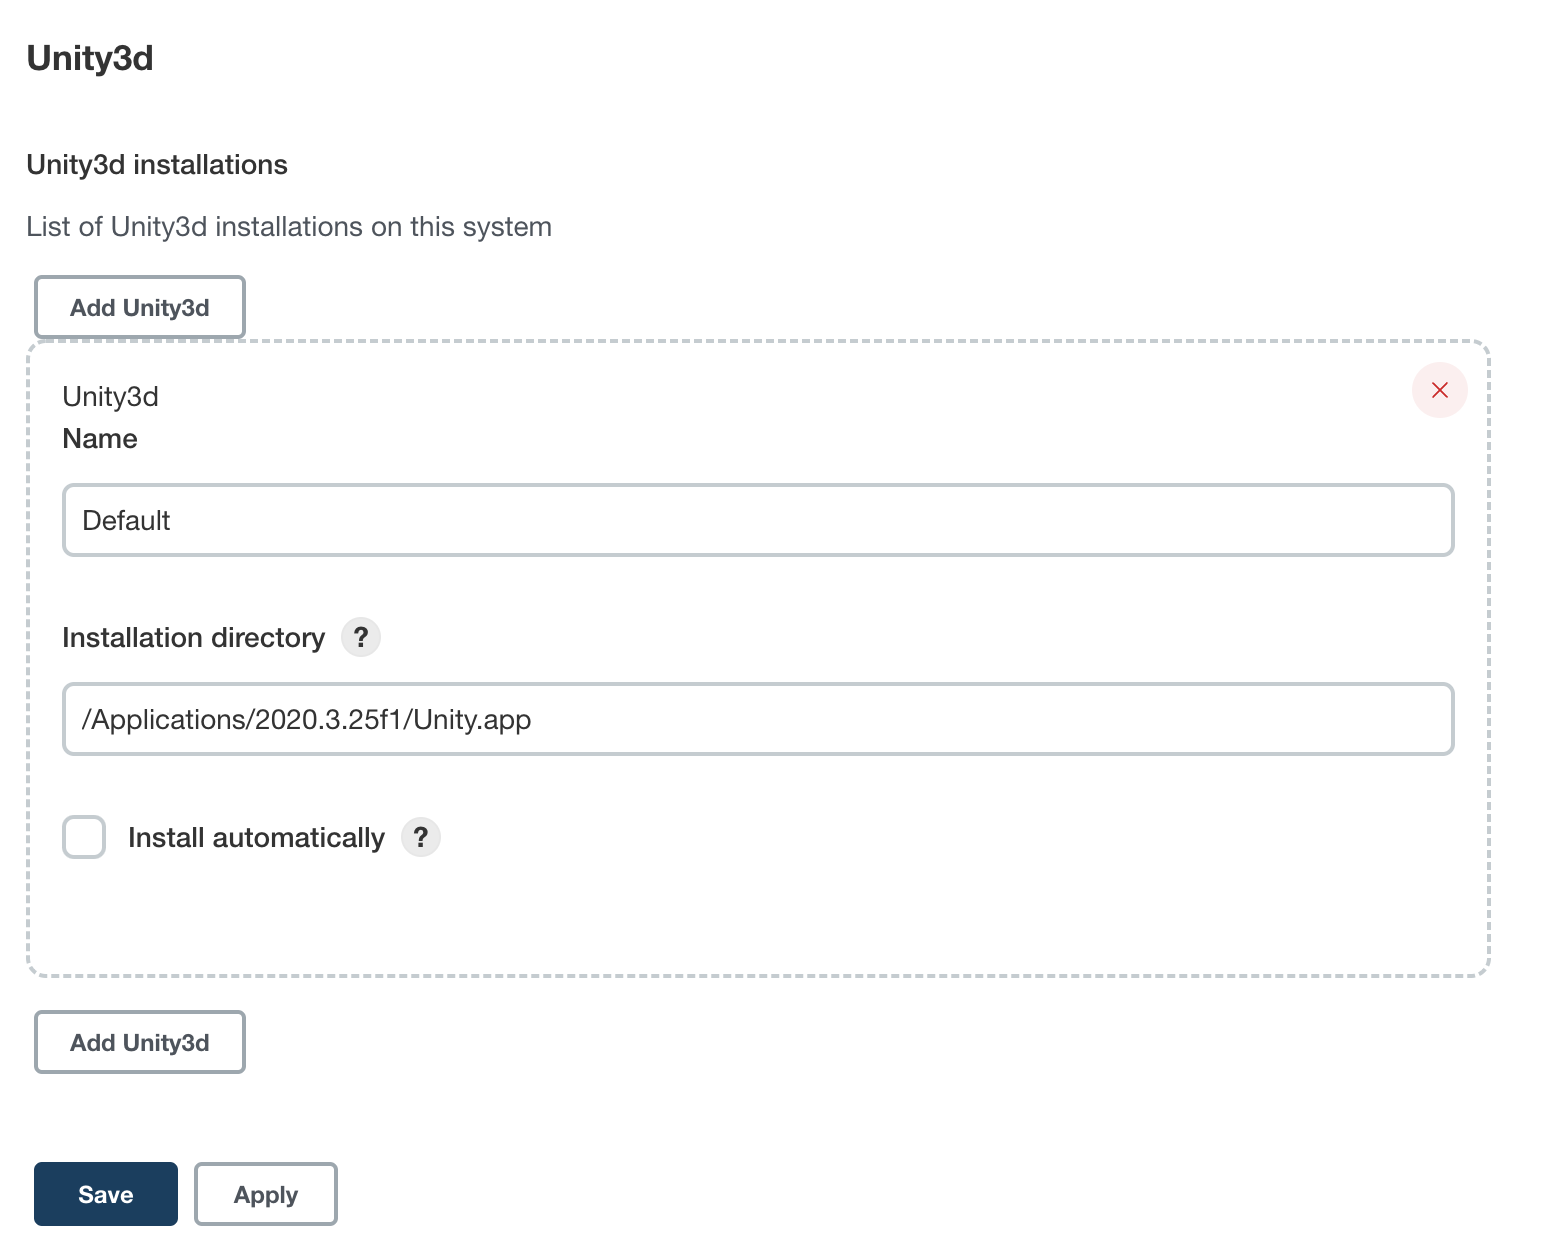 Unity3d
Unity3d installations
List of Unity3d installations on this system
Add Unity3d
Unity3d
Name
Default
Installation directory ?
/Applications/2020.3.25f1/Unity.app
Install automatically ?
Add Unity3d
Save Apply